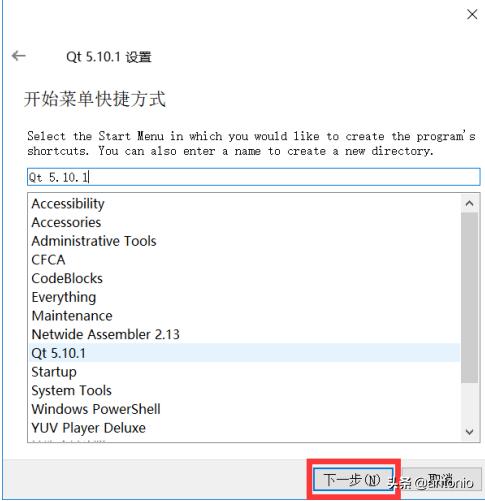 Qt 5.10.1 设置
开始菜单快捷方式
Select the Start Menu in which you would like to create the program's
shortcuts. You can also enter a name to create a new directory.
Qt 5.10.1
Accessibility
Accessories
Administrative Tools
CFCA
CodeBlocks
Everything
Maintenance
Netwide Assembler 2.13
Qt 5.10.1
Startup
System Tools
Windows PowerShell
YUV Player Deluxe
下一步(N) 取消
头条 @antonio